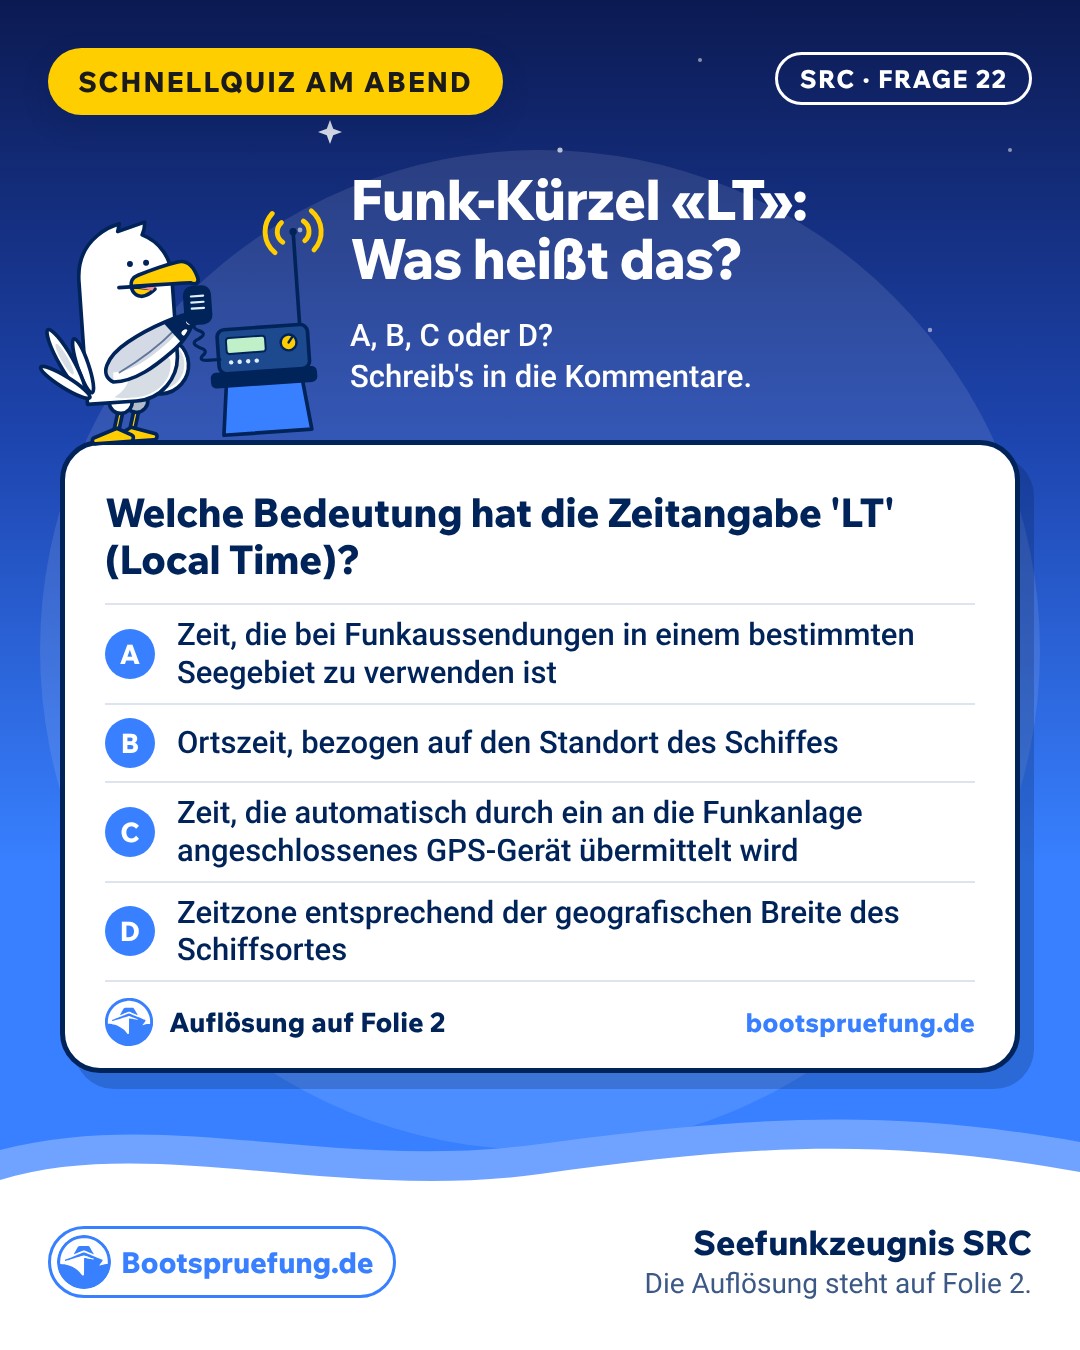 SCHNELLQUIZ AM ABEND
SRC · FRAGE 22
Funk-Kürzel «LT»:
Was heißt das?
A, B, C oder D?
Schreib's in die Kommentare.
Welche Bedeutung hat die Zeitangabe 'LT'
(Local Time)?
A
Zeit, die bei Funkaussendungen in einem bestimmten
Seegebiet zu verwenden ist
B
Ortszeit, bezogen auf den Standort des Schiffes
C
Zeit, die automatisch durch ein an die Funkanlage
angeschlossenes GPS-Gerät übermittelt wird
D
Zeitzone entsprechend der geografischen Breite des
Schiffsortes
Auflösung auf Folie 2
bootspruefung.de
Bootspruefung.de
Seefunkzeugnis SRC
Die Auflösung steht auf Folie 2.